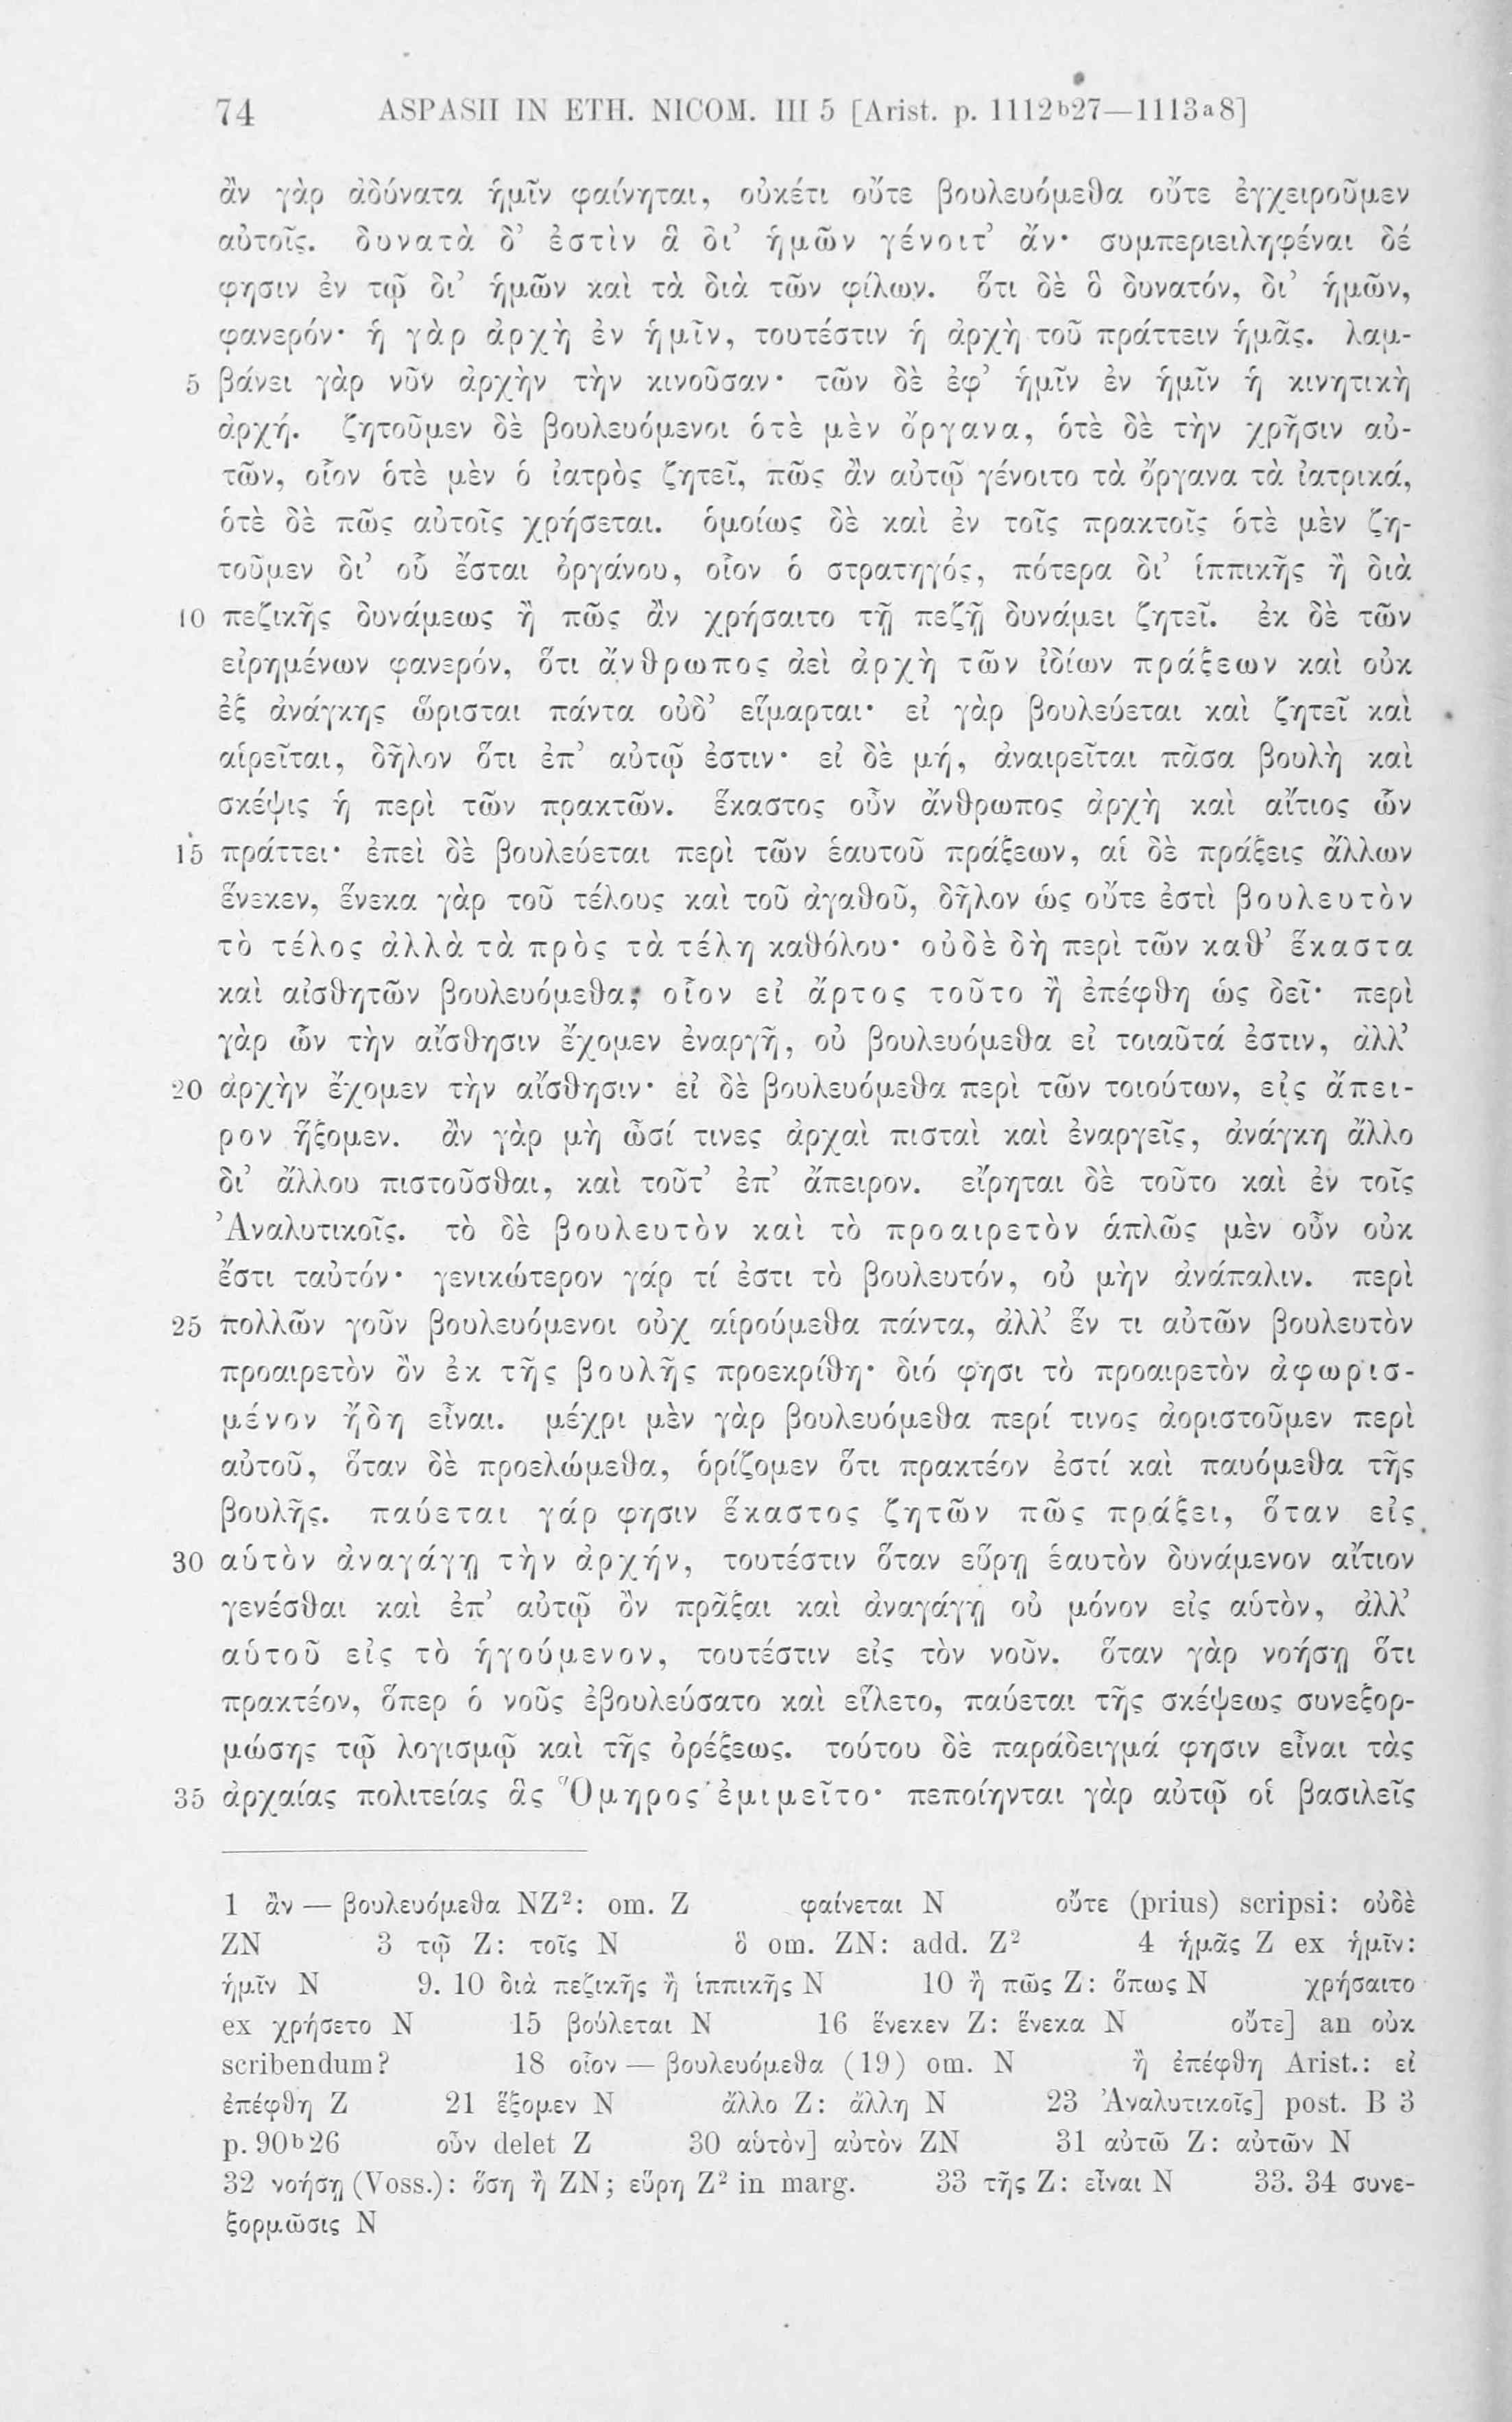 74 ASPASII IN ETH. NICOM. III 5 [Arist. p. 1112b27—1113a8]
ἂν γὰρ ἀδύνατα ἡμῖν φαίνηται, οὐκέτι οὔτε βουλευόμεθα οὔτε ἐγχειροῦμεν
αὐτοῖς. δυνατὰ δ᾽ ἐστὶν ἃ δι᾽ ἡμῶν γένοιτ᾽ ἄν· συμπεριειληφέναι δέ
φησιν ἐν τῷ δι᾽ ἡμῶν καὶ τὰ διὰ τῶν φίλων. ὅτι δὲ ὃ δυνατόν, δι᾽ ἡμῶν,
φανερόν· ἡ γὰρ ἀρχὴ ἐν ἡμῖν, τουτέστιν ἡ ἀρχὴ τοῦ πράττειν ἡμᾶς. λαμ-
5 βάνει γὰρ νῦν ἀρχὴν τὴν κινοῦσαν· τῶν δὲ ἐφ᾽ ἡμῖν ἐν ἡμῖν ἡ κινητικὴ
ἀρχή. ζητοῦμεν δὲ βουλευόμενοι ὁτὲ μὲν ὄργανα, ὁτὲ δὲ τὴν χρῆσιν αὐ-
τῶν, οἷον ὁτὲ μὲν ὁ ἰατρὸς ζητεῖ, πῶς ἂν αὐτῷ γένοιτο τὰ ὄργανα τὰ ἰατρικά,
ὁτὲ δὲ πῶς αὐτοῖς χρήσεται. ὁμοίως δὲ καὶ ἐν τοῖς πρακτοῖς ὁτὲ μὲν ζη-
τοῦμεν δι᾽ οὗ ἔσται ὀργάνου, οἷον ὁ στρατηγός, πότερα δι᾽ ἱππικῆς ἢ διὰ
10 πεζικῆς δυνάμεως ἢ πῶς ἂν χρήσαιτο τῇ πεζῇ δυνάμει ζητεῖ. ἐκ δὲ τῶν
εἰρημένων φανερόν, ὅτι ἄνθρωπος ἀεὶ ἀρχὴ τῶν ἰδίων πράξεων καὶ οὐκ
ἐξ ἀνάγκης ὥρισται πάντα οὐδ᾽ εἵμαρται· εἰ γὰρ βουλεύεται καὶ ζητεῖ καὶ
αἱρεῖται, δῆλον ὅτι ἐπ᾽ αὐτῷ ἐστιν· εἰ δὲ μή, ἀναιρεῖται πᾶσα βουλὴ καὶ
σκέψις ἡ περὶ τῶν πρακτῶν. ἕκαστος οὖν ἄνθρωπος ἀρχὴ καὶ αἴτιος ὧν
15 πράττει· ἐπεὶ δὲ βουλεύεται περὶ τῶν ἑαυτοῦ πράξεων, αἱ δὲ πράξεις ἄλλων
ἕνεκεν, ἕνεκα γὰρ τοῦ τέλους καὶ τοῦ ἀγαθοῦ, δῆλον ὡς οὔτε ἐστὶ βουλευτὸν
τὸ τέλος ἀλλὰ τὰ πρὸς τὰ τέλη καθόλου· οὐδὲ δὴ περὶ τῶν καθ᾽ ἕκαστα
καὶ αἰσθητῶν βουλευόμεθα, οἷον εἰ ἄρτος τοῦτο ἢ ἐπέφθη ὡς δεῖ· περὶ
γὰρ ὧν τὴν αἴσθησιν ἔχομεν ἐναργῆ, οὐ βουλευόμεθα εἰ τοιαῦτά ἐστιν, ἀλλ᾽
20 ἀρχὴν ἔχομεν τὴν αἴσθησιν· εἰ δὲ βουλευόμεθα περὶ τῶν τοιούτων, εἰς ἄπει-
ρον ἥξομεν. ἂν γὰρ μὴ ὦσί τινες ἀρχαὶ πισταὶ καὶ ἐναργεῖς, ἀνάγκη ἄλλο
δι᾽ ἄλλου πιστοῦσθαι, καὶ τοῦτ᾽ ἐπ᾽ ἄπειρον. εἴρηται δὲ τοῦτο καὶ ἐν τοῖς
Ἀναλυτικοῖς. τὸ δὲ βουλευτὸν καὶ τὸ προαιρετὸν ἁπλῶς μὲν οὖν οὐκ
ἔστι ταὐτόν· γενικώτερον γάρ τί ἐστι τὸ βουλευτόν, οὐ μὴν ἀνάπαλιν. περὶ
25 πολλῶν γοῦν βουλευόμενοι οὐχ αἱρούμεθα πάντα, ἀλλ᾽ ἕν τι αὐτῶν βουλευτὸν
προαιρετὸν ὂν ἐκ τῆς βουλῆς προεκρίθη· διό φησι τὸ προαιρετὸν ἀφωρισ-
μένον ἤδη εἶναι. μέχρι μὲν γὰρ βουλευόμεθα περί τινος ἀοριστοῦμεν περὶ
αὐτοῦ, ὅταν δὲ προελώμεθα, ὁρίζομεν ὅτι πρακτέον ἐστί καὶ παυόμεθα τῆς
βουλῆς. παύεται γάρ φησιν ἕκαστος ζητῶν πῶς πράξει, ὅταν εἰς
30 αὑτὸν ἀναγάγῃ τὴν ἀρχήν, τουτέστιν ὅταν εὕρῃ ἑαυτὸν δυνάμενον αἴτιον
γενέσθαι καὶ ἐπ᾽ αὐτῷ ὂν πρᾶξαι καὶ ἀναγάγῃ οὐ μόνον εἰς αὑτὸν, ἀλλ᾽
αὑτοῦ εἰς τὸ ἡγούμενον, τουτέστιν εἰς τὸν νοῦν. ὅταν γὰρ νοήσῃ ὅτι
πρακτέον, ὅπερ ὁ νοῦς ἐβουλεύσατο καὶ εἵλετο, παύεται τῆς σκέψεως συνεξορ-
μώσης τῷ λογισμῷ καὶ τῆς ὀρέξεως. τούτου δὲ παράδειγμά φησιν εἶναι τὰς
35 ἀρχαίας πολιτείας ἃς Ὅμηρος ἐμιμεῖτο· πεποίηνται γὰρ αὐτῷ οἱ βασιλεῖς
1 ἂν — βουλευόμεθα NZ²: om. Z φαίνεται N οὔτε (prius) scripsi: οὐδὲ
ZN 3 τῷ Z: τοῖς N ὃ om. ZN: add. Z² 4 ἡμᾶς Z ex ἡμῖν:
ἡμῖν N 9. 10 διὰ πεζικῆς ἢ ἱππικῆς N 10 ἢ πῶς Z: ὅπως N χρήσαιτο
ex χρήσετο N 15 βούλεται N 16 ἕνεκεν Z: ἕνεκα N οὔτε] an οὐκ
scribendum? 18 οἷον — βουλευόμεθα (19) om. N ἢ ἐπέφθη Arist.: εἰ
ἐπέφθη Z 21 ἕξομεν N ἄλλο Z: ἄλλη N 23 Ἀναλυτικοῖς] post. B 3
p. 90b26 οὖν delet Z 30 αὑτὸν] αὐτὸν ZN 31 αὐτῶ Z: αὐτῶν N
32 νοήσῃ (Voss.): ὅση ἢ ZN; εὕρη Z² in marg. 33 τῆς Z: εἶναι N 33. 34 συνε-
ξορμῶσις N